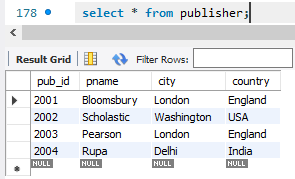 178 select * from publisher;
Result Grid Filter Rows:
pub_id pname city country
2001 Bloomsbury London England
2002 Scholastic Washington USA
2003 Pearson London England
2004 Rupa Delhi India
NULL NULL NULL NULL